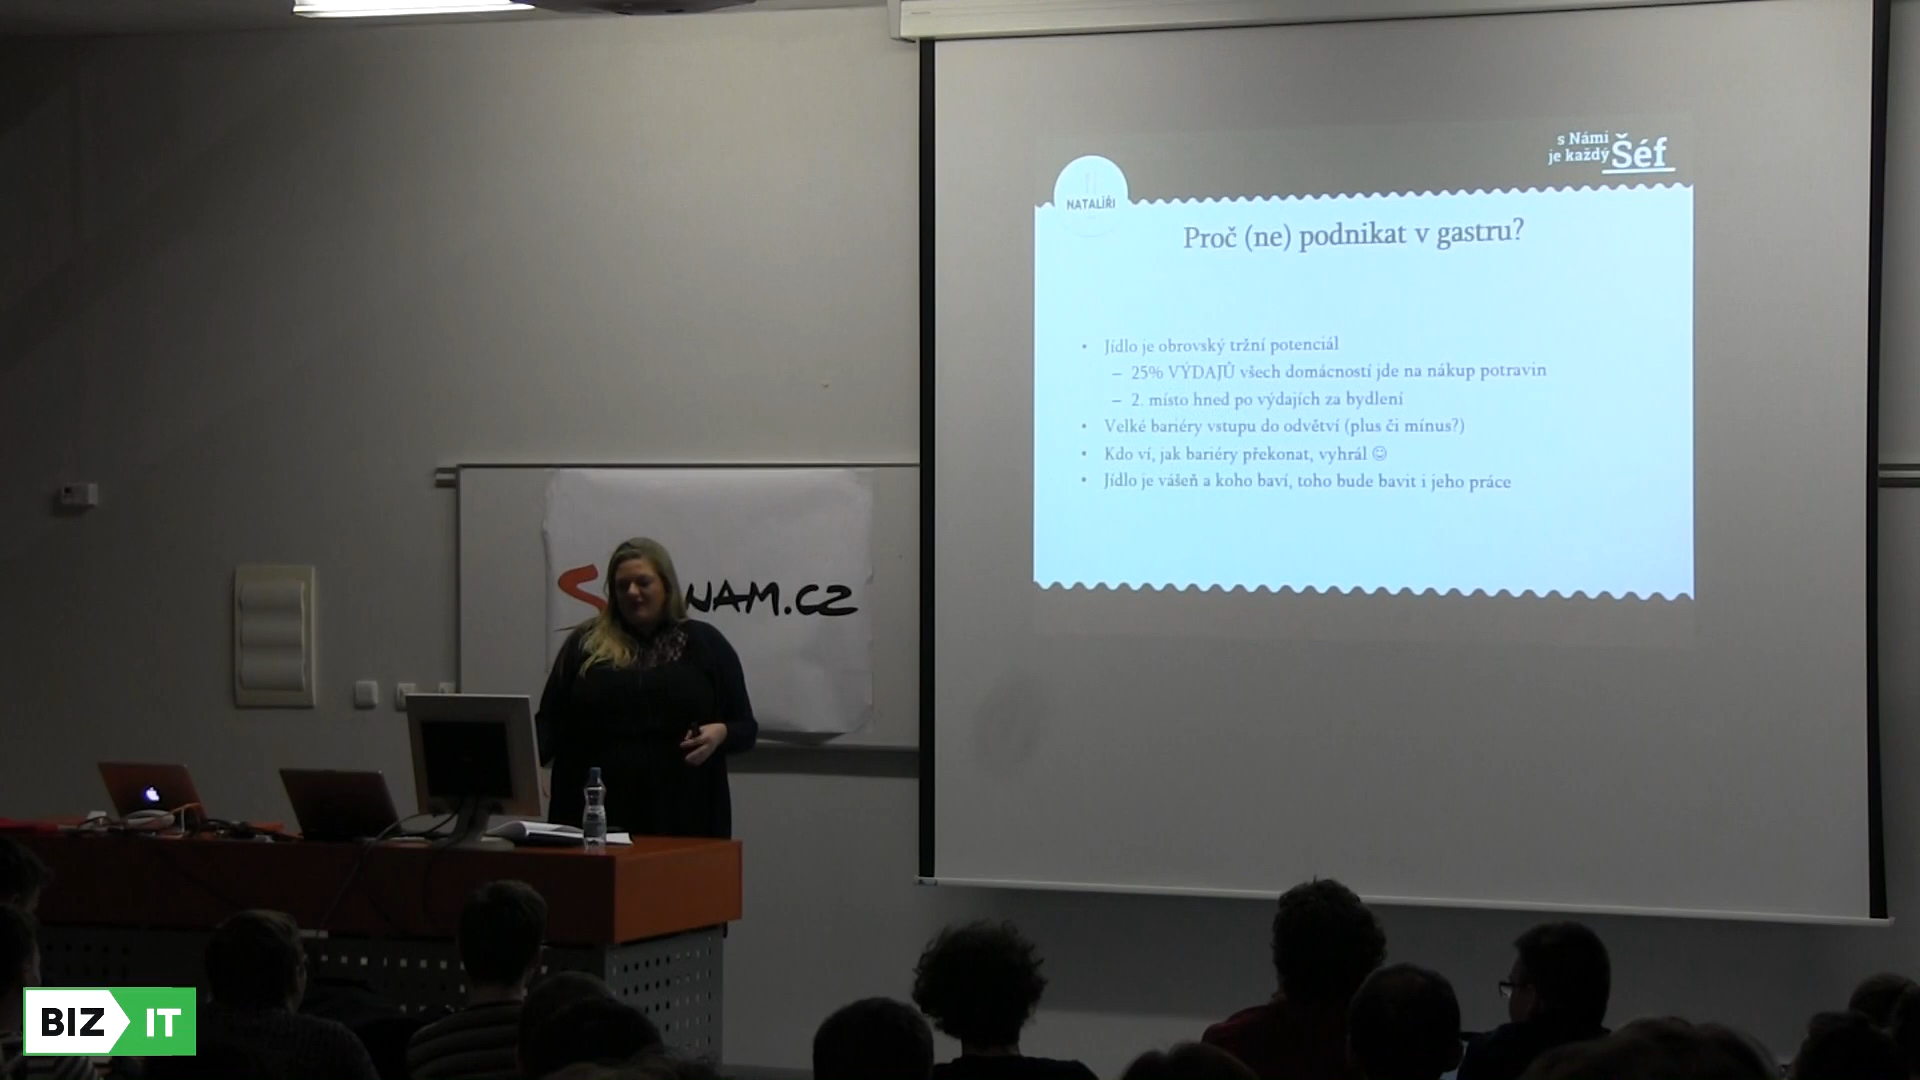 s Námi
je každý Šéf
NATALÍŘI
Proč (ne) podnikat v gastru?
• Jídlo je obrovský tržní potenciál
– 25% VÝDAJŮ všech domácností jde na nákup potravin
– 2. místo hned po výdajích za bydlení
• Velké bariéry vstupu do odvětví (plus či mínus?)
• Kdo ví, jak bariéry překonat, vyhrál ☺
• Jídlo je vášeň a koho baví, toho bude bavit i jeho práce
NAM.CZ
BIZ IT